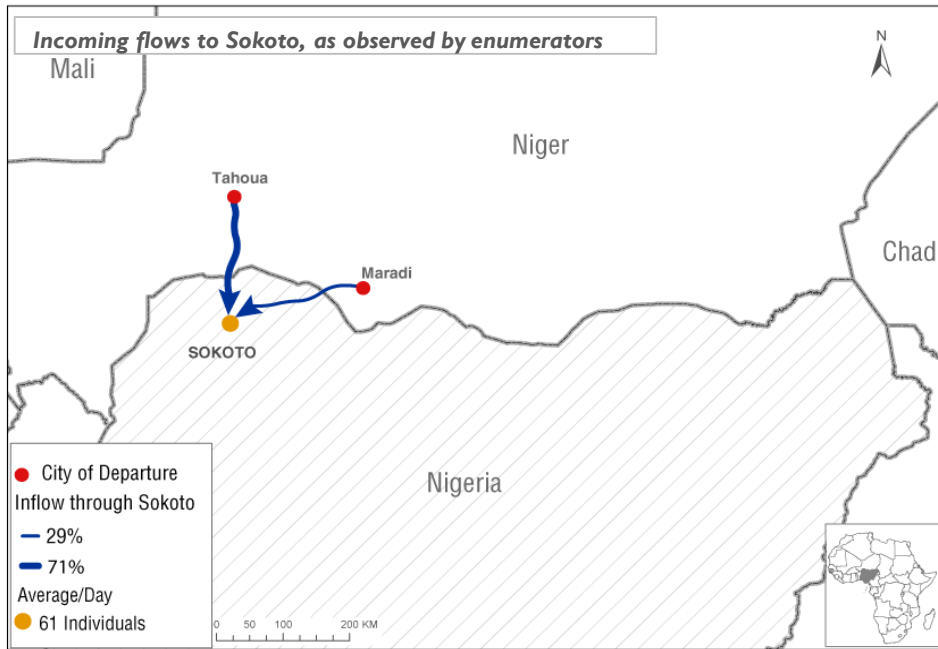 Incoming flows to Sokoto, as observed by enumerators
Mali
N
Niger
Tahoua
Chad
Maradi
SOKOTO
Nigeria
City of Departure
Inflow through Sokoto
29%
71%
Average/Day
61 Individuals
0 50 100 200 KM